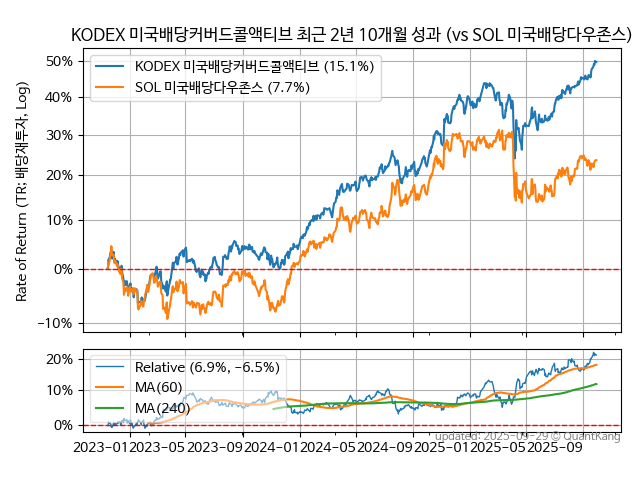 KODEX 미국배당커버드콜액티브 최근 2년 10개월 성과 (vs SOL 미국배당다우존스)
Rate of Return (TR; 배당재투자, Log)
50%
40%
30%
20%
10%
0%
−10%
KODEX 미국배당커버드콜액티브 (15.1%)
SOL 미국배당다우존스 (7.7%)
20%
10%
0%
Relative (6.9%, −6.5%)
MA(60)
MA(240)
2023-01 2023-05 2023-09 2024-01 2024-05 2024-09 2025-01 2025-05 2025-09
updated: 2025-09-29 © QuantKang